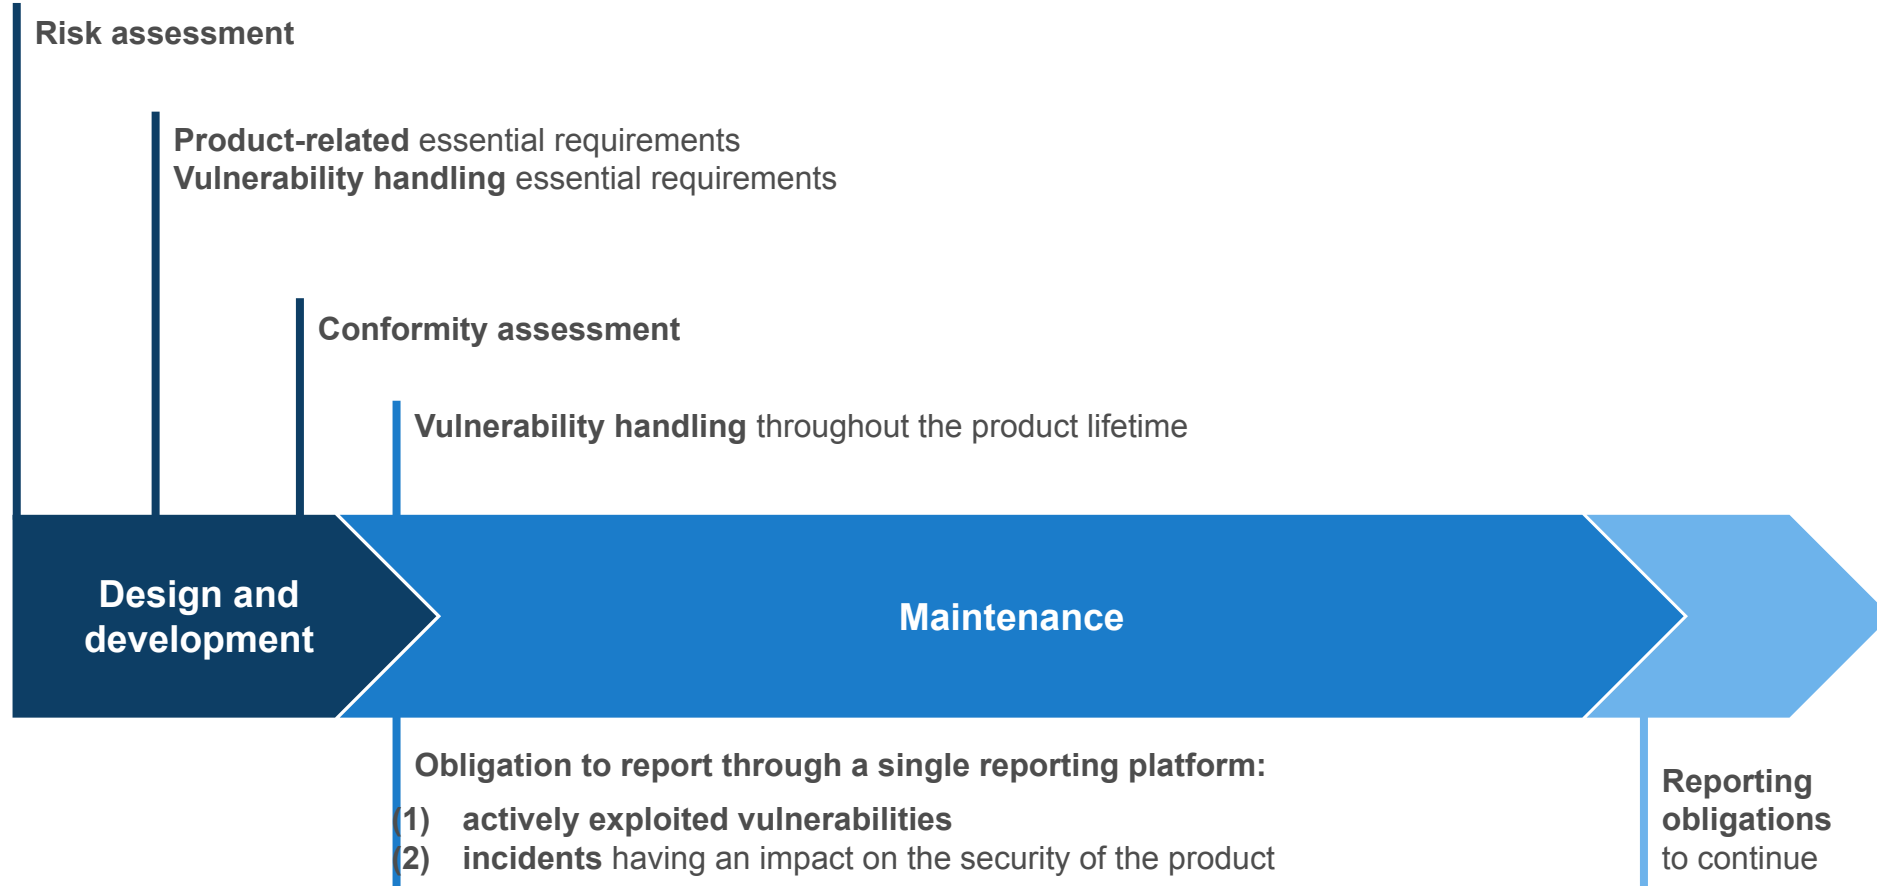 Risk assessment
Product-related essential requirements
Vulnerability handling essential requirements
Conformity assessment
Vulnerability handling throughout the product lifetime
Design and
development
Maintenance
Obligation to report through a single reporting platform:
(1) actively exploited vulnerabilities
(2) incidents having an impact on the security of the product
Reporting
obligations
to continue